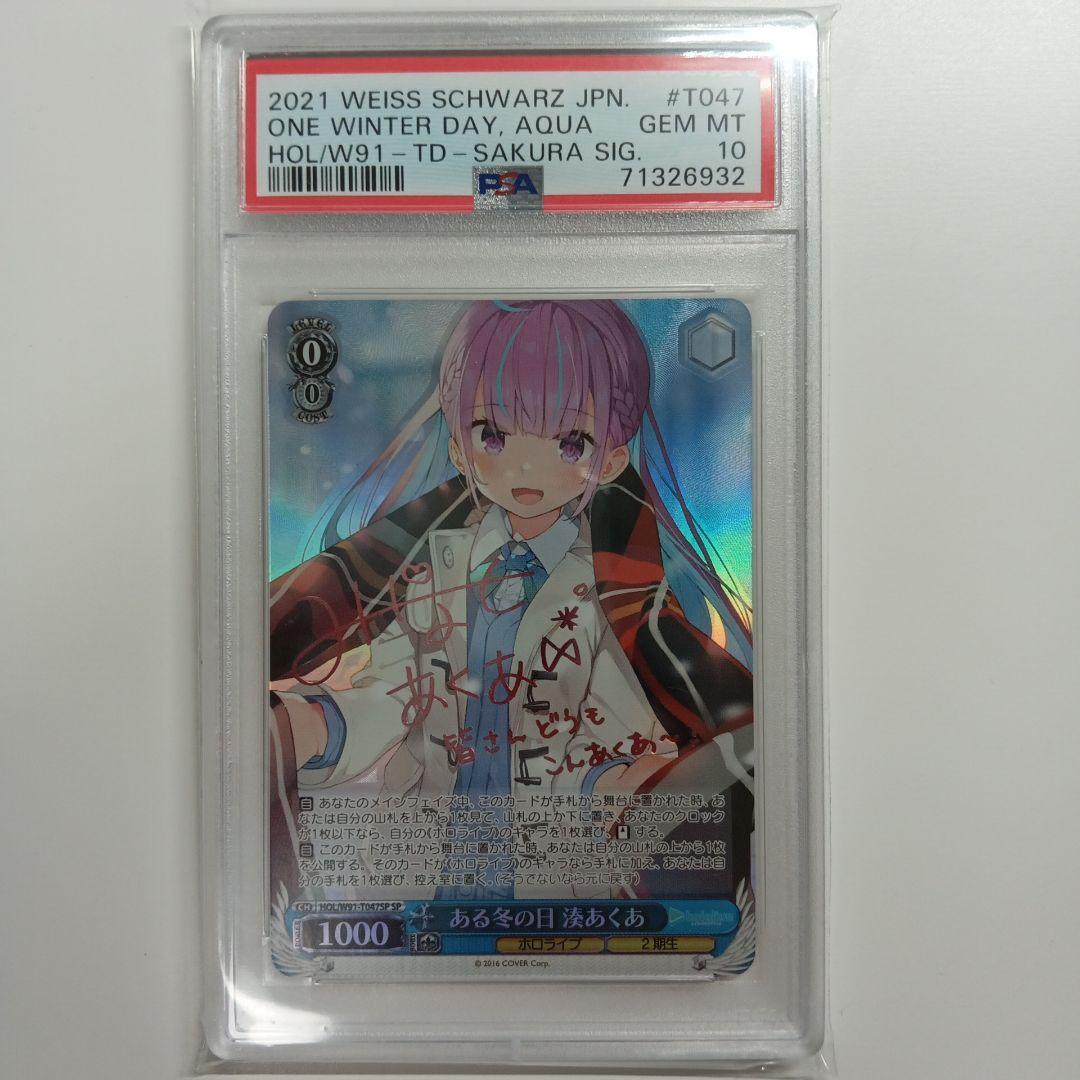 2021 WEISS SCHWARZ JPN. #T047
ONE WINTER DAY, AQUA GEM MT
HOL/W91-TD-SAKURA SIG. 10
PSA 71326932
LEVEL
0
0
COST
あくあ
皆さんどうも
こんあくあ~
自 あなたのメインフェイズ中、このカードが手札から舞台に置かれた時、あ
なたは自分の山札を上から1枚見て、山札の上か下に置き、あなたのクロック
が1枚以下なら、自分の《ホロライブ》のキャラを1枚選び、する。
自 このカードが手札から舞台に置かれた時、あなたは自分の山札の上から1枚
を公開する。そのカードが《ホロライブ》のキャラなら手札に加え、あなたは自
分の手札を1枚選び、控え室に置く。(そうでないなら元に戻す)
CH HOL/W91-T047SP SP
ある冬の日 湊あくあ
hololive
POWER 1000
ホロライブ 2期生
© 2016 COVER Corp.